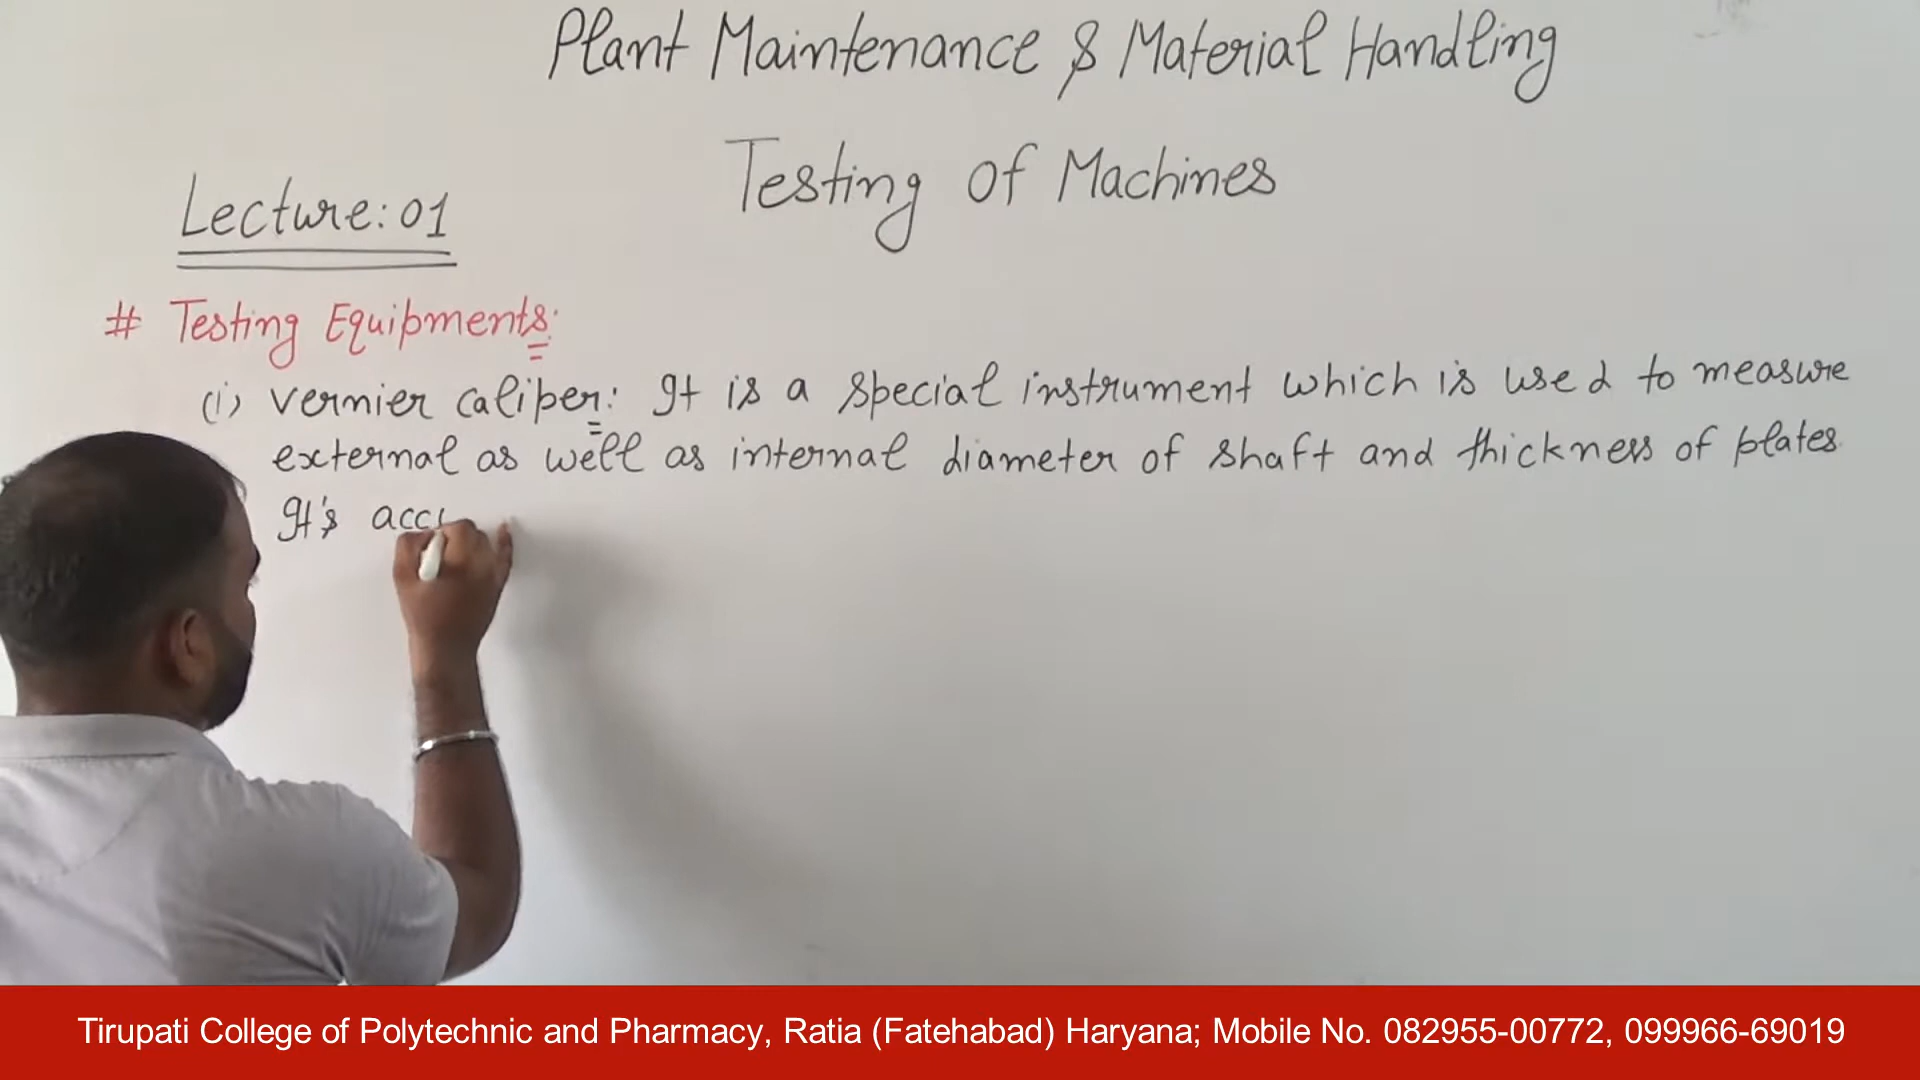 Plant Maintenance & Material Handling
Testing of Machines
Lecture: 01
# Testing Equipments:
(i) Vernier caliper: It is a special instrument which is used to measure
external as well as internal diameter of shaft and thickness of plates.
It's acc
Tirupati College of Polytechnic and Pharmacy, Ratia (Fatehabad) Haryana; Mobile No. 082955-00772, 099966-69019